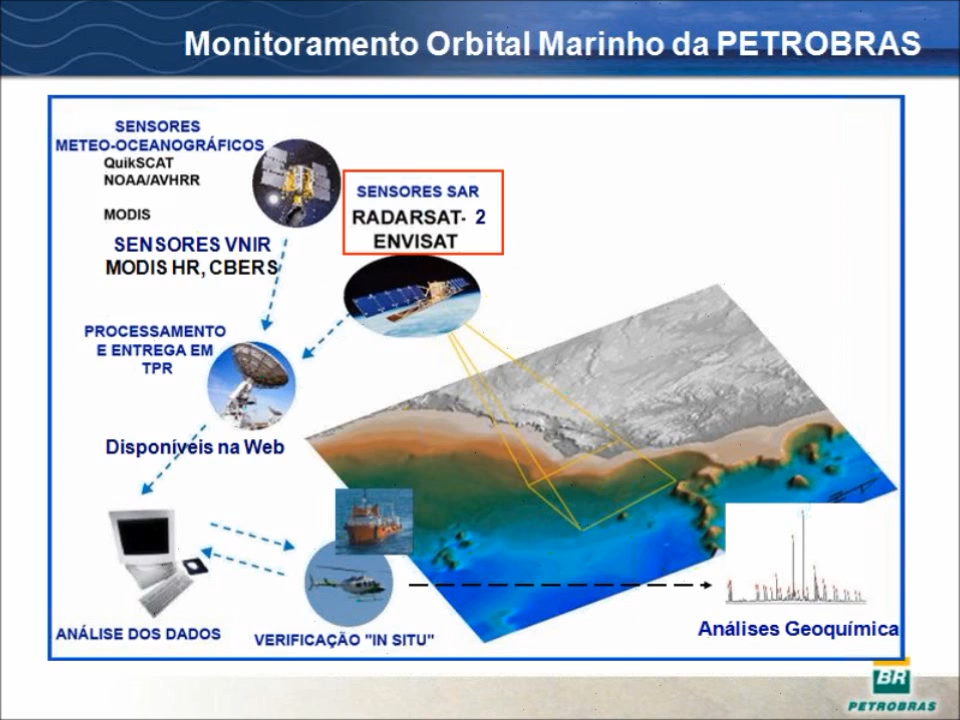 Monitoramento Orbital Marinho da PETROBRAS
SENSORES
METEO-OCEANOGRÁFICOS
QuikSCAT
NOAA/AVHRR
MODIS
SENSORES VNIR
MODIS HR, CBERS
SENSORES SAR
RADARSAT- 2
ENVISAT
PROCESSAMENTO
E ENTREGA EM
TPR
Disponíveis na Web
ANÁLISE DOS DADOS
VERIFICAÇÃO "IN SITU"
Análises Geoquímica
BR
PETROBRAS